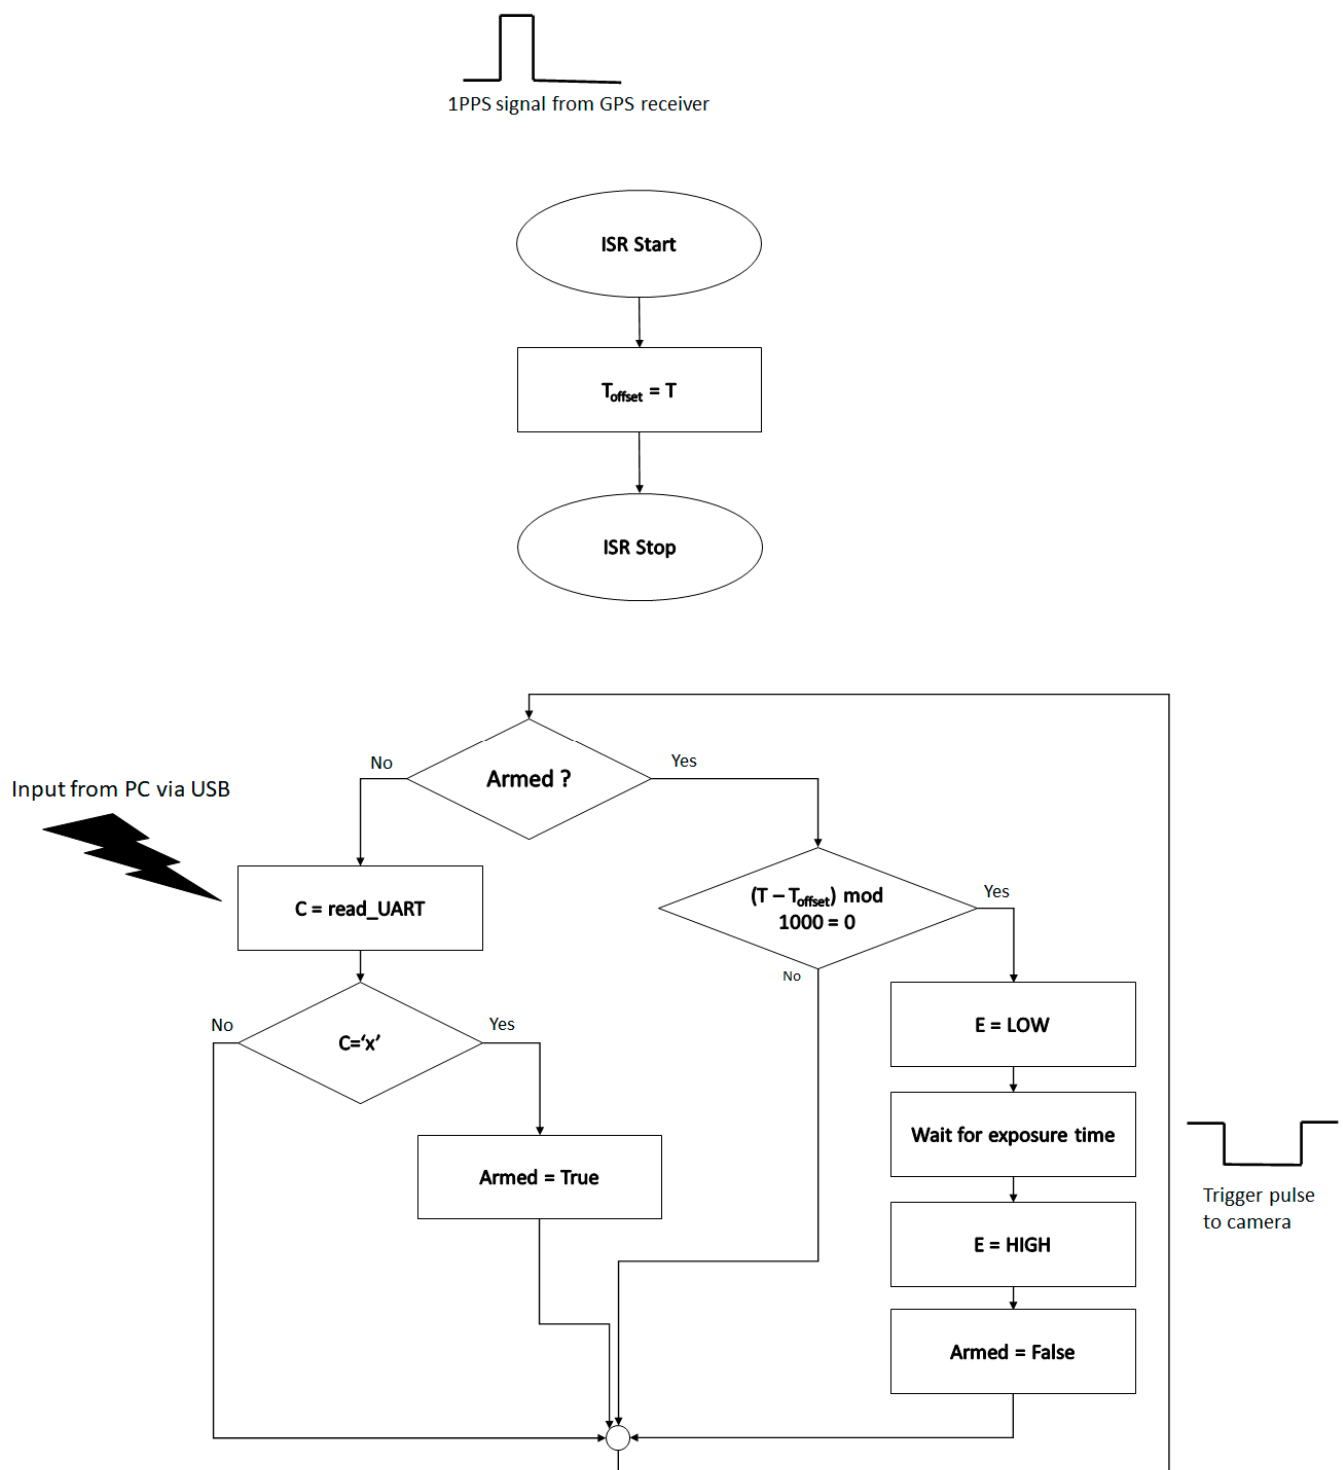 1PPS signal from GPS receiver
ISR Start
Toffset = T
ISR Stop
No
Armed ?
Yes
Input from PC via USB
C = read_UART
(T – Toffset) mod
1000 = 0
Yes
No
E = LOW
No
C=‘x’
Yes
Wait for exposure time
Armed = True
Trigger pulse
to camera
E = HIGH
Armed = False